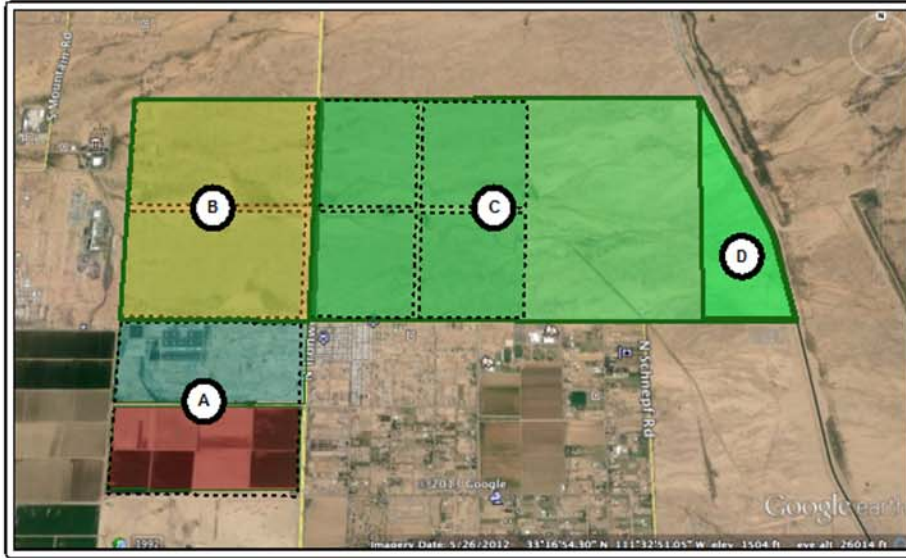 N
S Mountain Rd
B
C
D
A
N Schnepf Rd
©2013 Google
Google earth
1992
Imagery Date: 5/26/2012 33°16'54.30" N 111°32'51.05" W elev 1504 ft eye alt 26014 ft